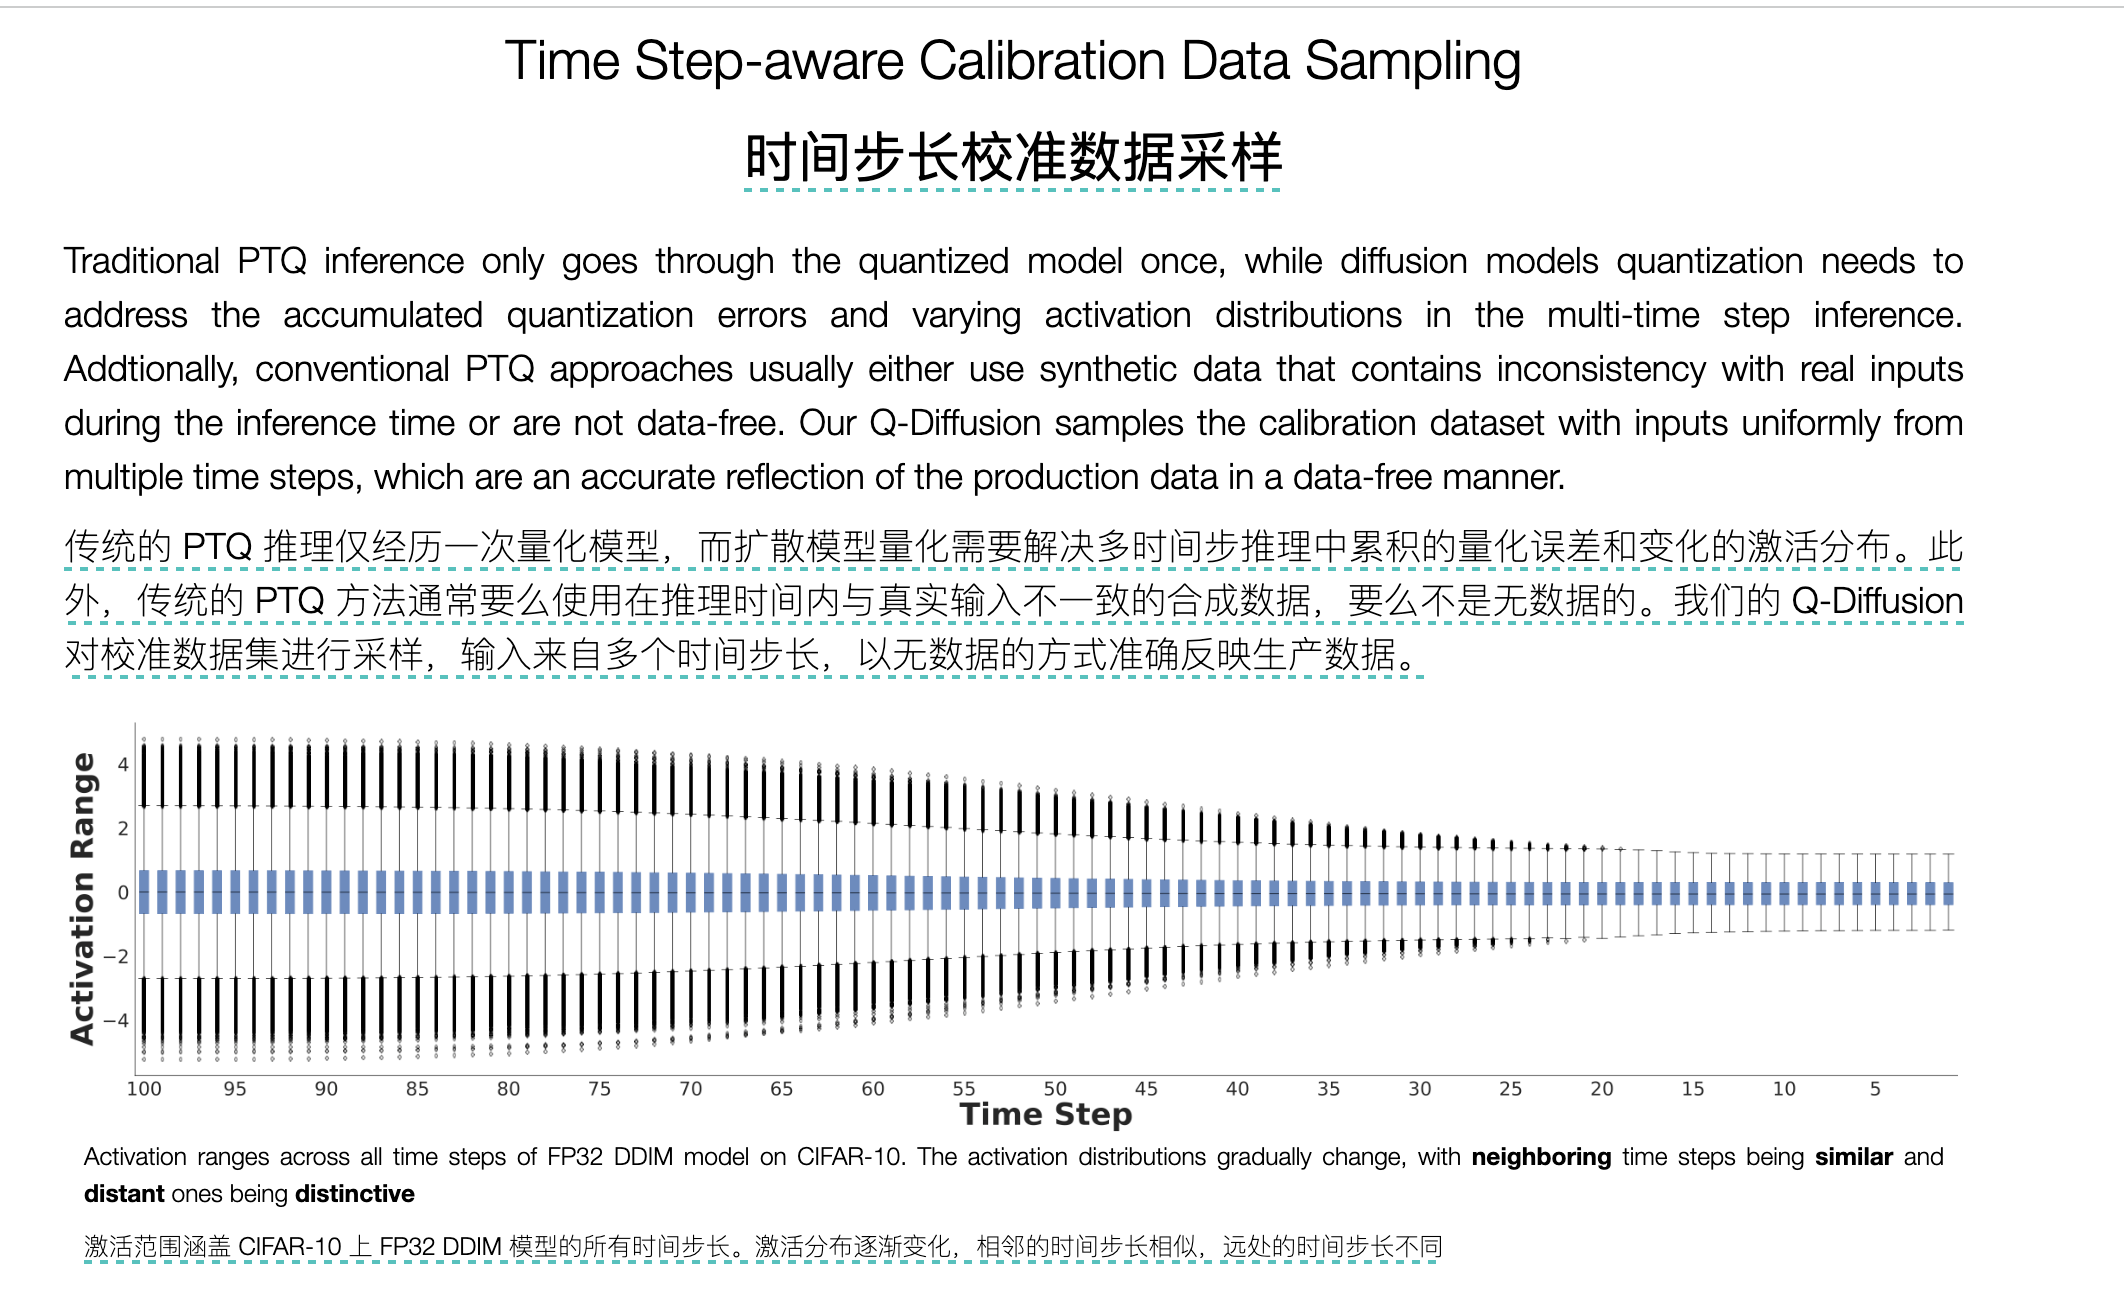 Time Step-aware Calibration Data Sampling
时间步长校准数据采样
Traditional PTQ inference only goes through the quantized model once, while diffusion models quantization needs to
address the accumulated quantization errors and varying activation distributions in the multi-time step inference.
Addtionally, conventional PTQ approaches usually either use synthetic data that contains inconsistency with real inputs
during the inference time or are not data-free. Our Q-Diffusion samples the calibration dataset with inputs uniformly from
multiple time steps, which are an accurate reflection of the production data in a data-free manner.
传统的 PTQ 推理仅经历一次量化模型，而扩散模型量化需要解决多时间步推理中累积的量化误差和变化的激活分布。此
外，传统的 PTQ 方法通常要么使用在推理时间内与真实输入不一致的合成数据，要么不是无数据的。我们的 Q-Diffusion
对校准数据集进行采样，输入来自多个时间步长，以无数据的方式准确反映生产数据。
Activation Range
4
2
0
−2
−4
100 95 90 85 80 75 70 65 60 55 50 45 40 35 30 25 20 15 10 5
Time Step
Activation ranges across all time steps of FP32 DDIM model on CIFAR-10. The activation distributions gradually change, with neighboring time steps being similar and
distant ones being distinctive
激活范围涵盖 CIFAR-10 上 FP32 DDIM 模型的所有时间步长。激活分布逐渐变化，相邻的时间步长相似，远处的时间步长不同